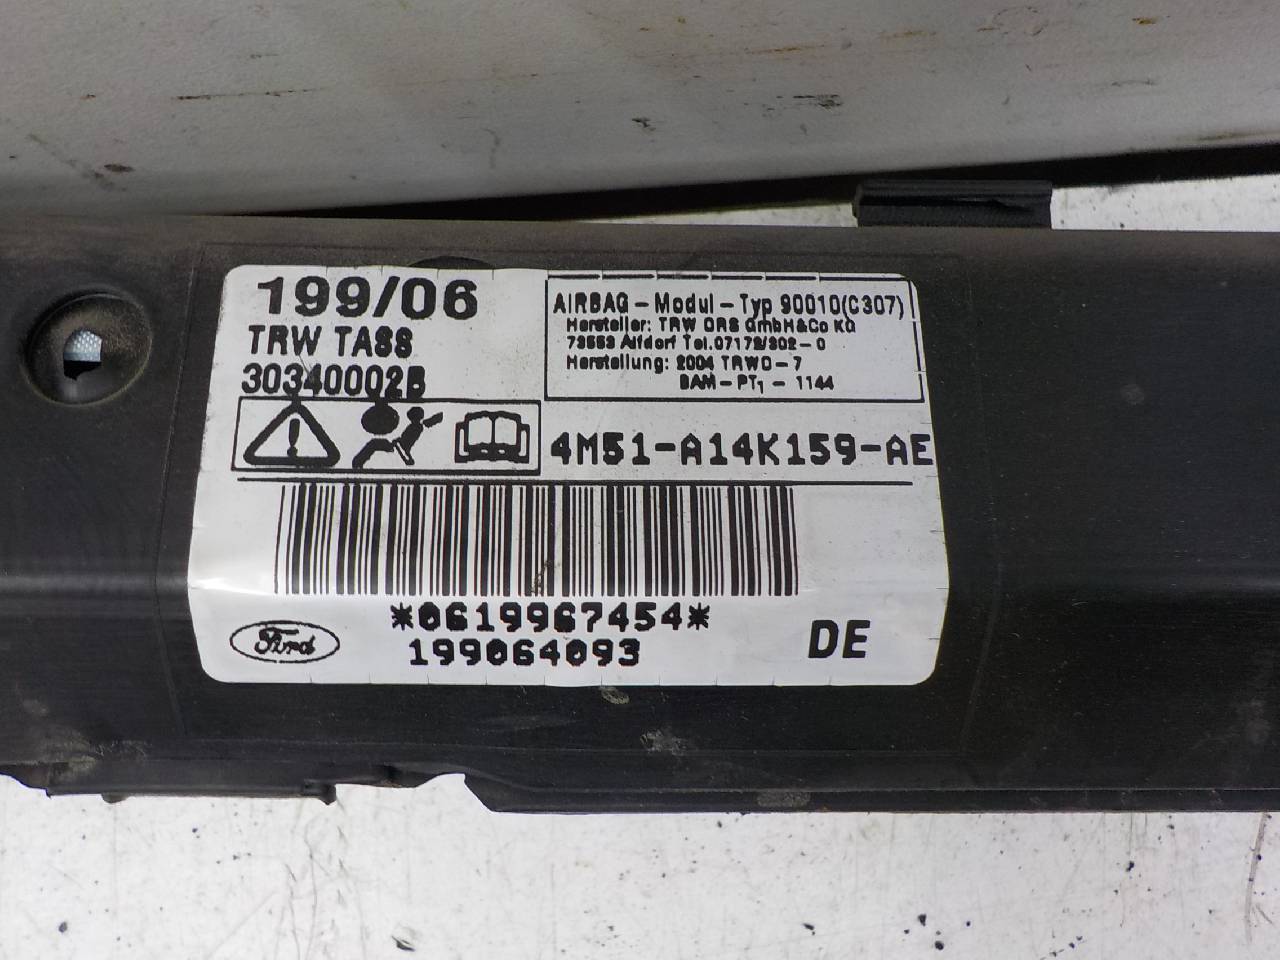 199/06
TRW TASS
30340002B
AIRBAG - Modul - Typ 90010(C307)
Hersteller: TRW ORS GmbH&Co KG
73553 Alfdorf Tel.07172/302-0
Herstellung: 2004 TRWD-7
BAM-PT1-1144
4M51-A14K159-AE
*0619967454*
199064093
Ford
DE